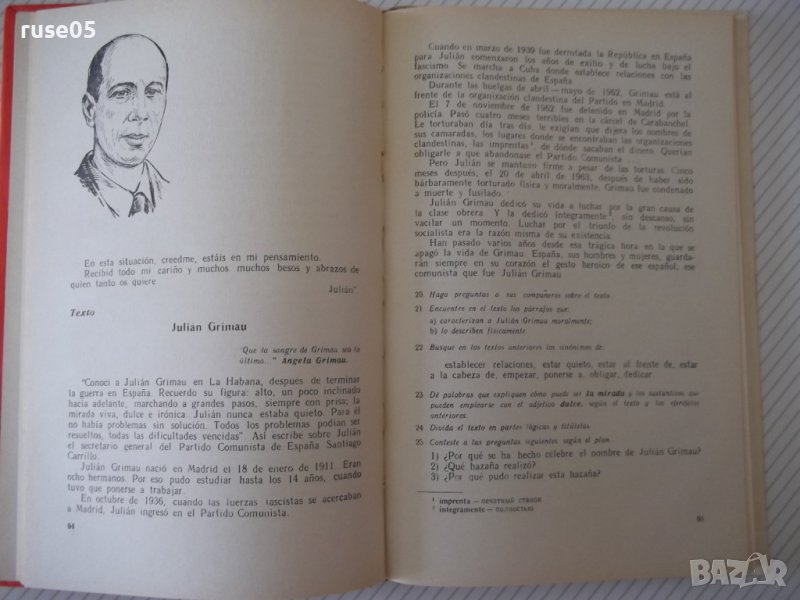 ruse05
En esta situación, creedme, estáis en mi pensamiento.
Recibid todo mi cariño y muchos muchos besos y abrazos de
quien tanto os quiere
Julián".
Texto
Julián Grimau
"Que la sangre de Grimau sea la
última. " Angela Grimau.
"Conocí a Julián Grimau en La Habana, después de terminar
la guerra en España. Recuerdo su figura: alto, un poco inclinado
hacia adelante, marchando a grandes pasos, siempre con prisa; la
mirada viva, dulce e irónica. Julián nunca estaba quieto. Para él
no había problemas sin solución. Todos los problemas podían ser
resueltos, todas las dificultades vencidas". Así escribe sobre Julián
el secretario general del Partido Comunista de España Santiago
Carrillo.
Julián Grimau nació en Madrid el 18 de enero de 1911. Eran
ocho hermanos. Por eso pudo estudiar hasta los 14 años, cuando
tuvo que ponerse a trabajar.
En octubre de 1936, cuando las fuerzas fascistas se acercaban
a Madrid, Julián ingresó en el Partido Comunista.
94
Cuando en marzo de 1939 fue derrotada la República en España
para Julián comenzaron los años de exilio y de lucha bajo el
fascismo. Se marcha a Cuba donde establece relaciones con las
organizaciones clandestinas de España.
Durante las huelgas de abril — mayo de 1962, Grimau está al
frente de la organización clandestina del Partido en Madrid.
El 7 de noviembre de 1962 fue detenido en Madrid por la
policía. Pasó cuatro meses terribles en la cárcel de Carabanchel.
Le torturaban día tras día, le exigían que dijera los nombres de
sus camaradas, los lugares donde se encontraban las organizaciones
clandestinas, las imprentas¹, de dónde sacaban el dinero. Querían
obligarle a que abandonase el Partido Comunista ...
Pero Julián se mantuvo firme a pesar de las torturas. Cinco
meses después, el 20 de abril de 1963, después de haber sido
bárbaramente torturado física y moralmente, Grimau fue condenado
a muerte y fusilado.
Julián Grimau dedicó su vida a luchas por la gran causa de
la clase obrera. Y la dedicó íntegramente², sin descanso, sin
vacilar un momento. Luchar por el triunfo de la revolución
socialista era la razón misma de su existencia.
Han pasado varios años desde esa trágica hora en la que se
apagó la vida de Grimau. España, sus hombres y mujeres, guarda-
rán siempre en su corazón el gesto heroico de ese español, ese
comunista que fue Julián Grimau
20. Haga preguntas a sus compañeros sobre el texto.
21 Encuentre en el texto los párrafos que:
a) caracterizan a Julián Grimau moralmente;
b) lo describen físicamente.
22 Busque en los textos anteriores los sinónimos de:
establecer relaciones, estar quieto, estar al frente de, estar
a la cabeza de, empezar, ponerse a, obligar, dedicar.
23 Dé palabras que expliquen cómo puede ser la mirada y los sustantivos que
pueden emplearse con el adjetivo dulce, según el texto y los ejercicios
anteriores.
24 Divida el texto en partes lógicas y titúlelas.
25 Conteste a las preguntas siguientes según el plan.
1) ¿Por qué se ha hecho célebre el nombre de Julián Grimau?
2) ¿Qué hazaña realizó?
3) ¿Por qué pudo realizar esta hazaña?
¹ imprenta — печатный станок
² íntegramente — полностью
95
BAZAR